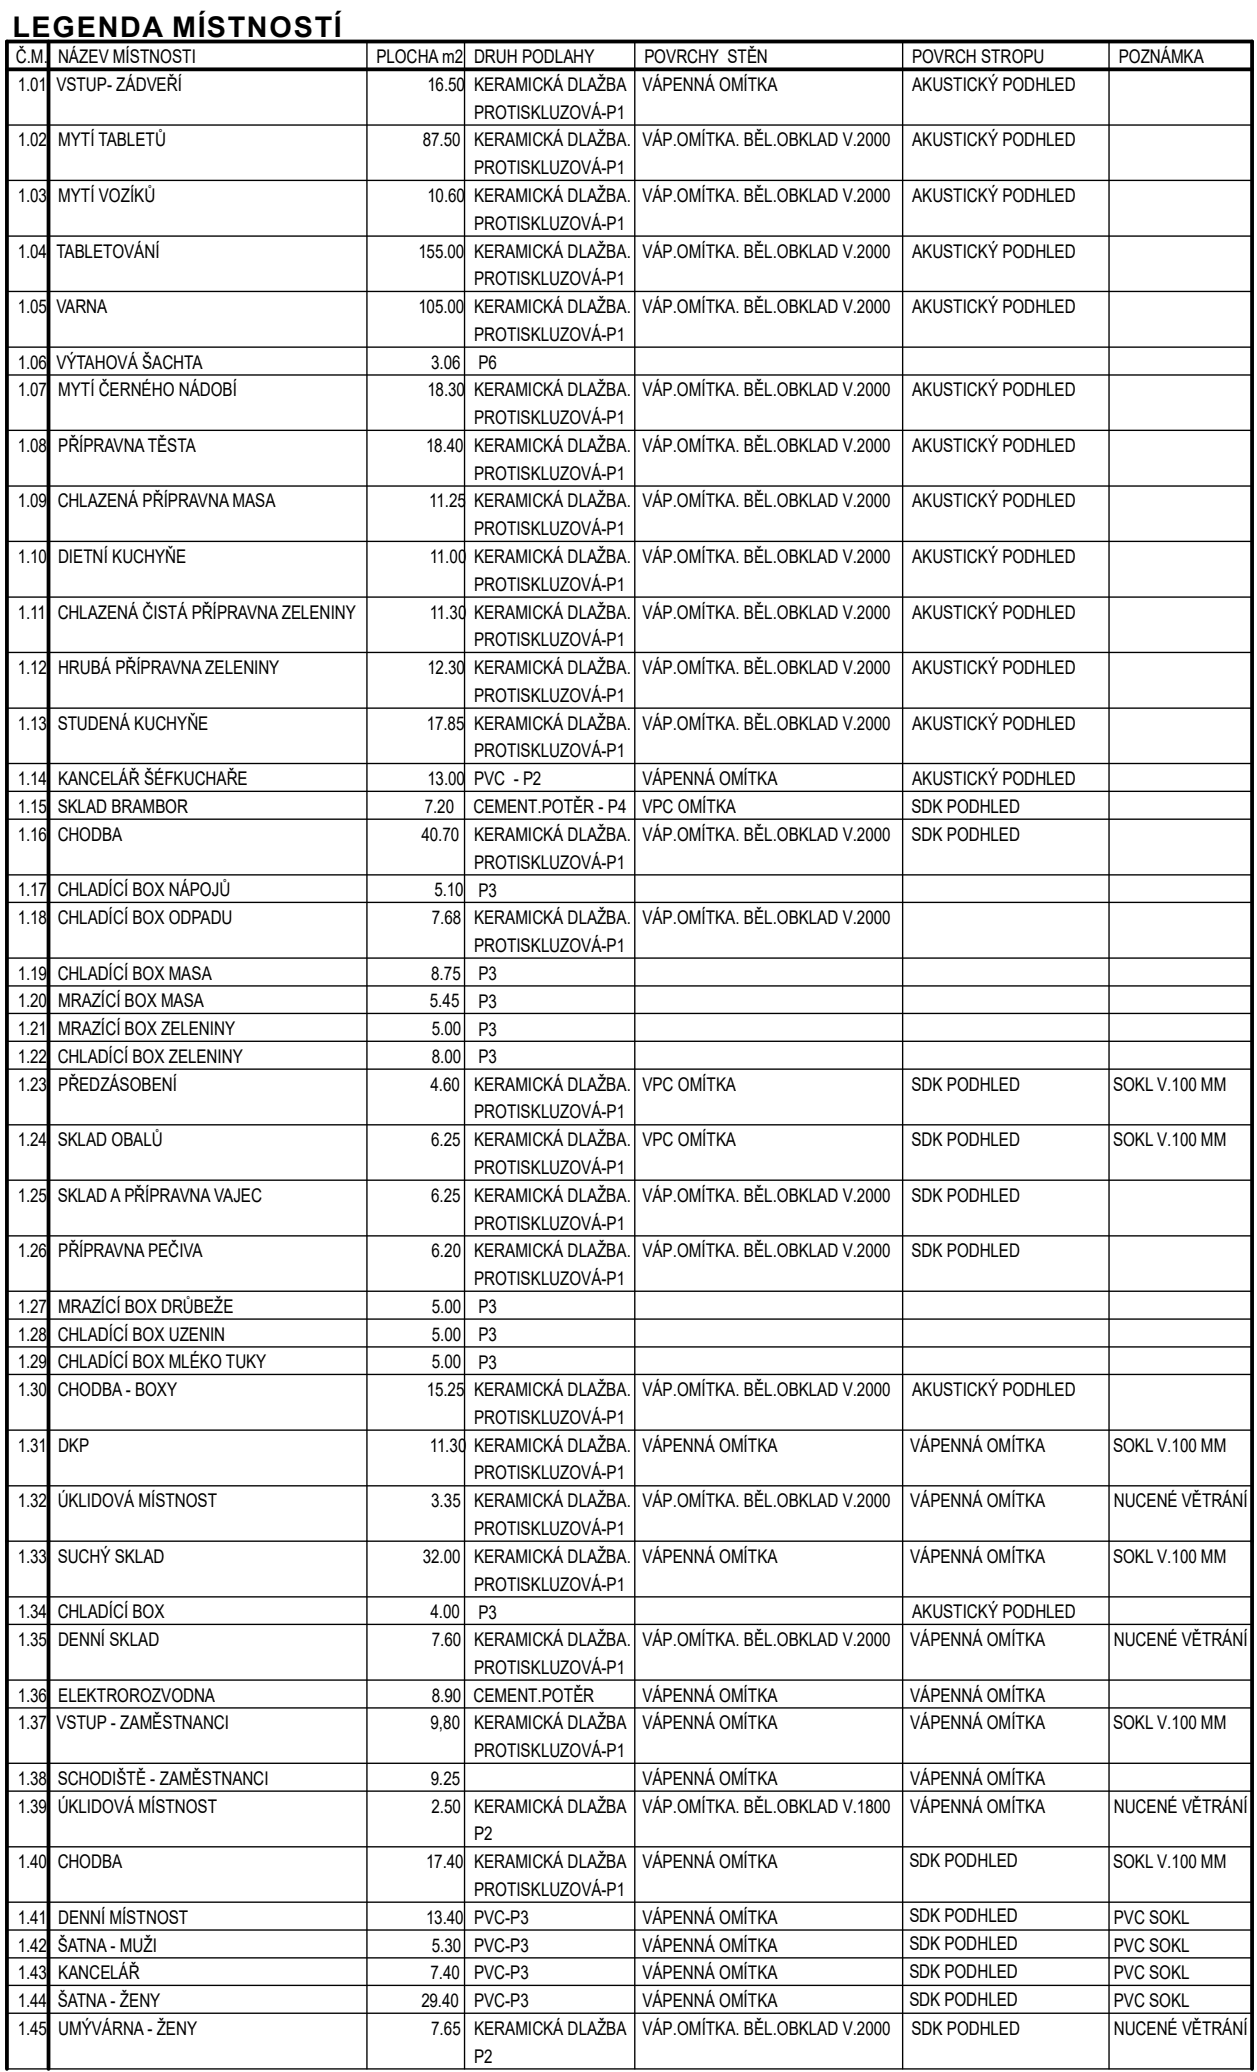 LEGENDA MÍSTNOSTÍ
Č.M. NÁZEV MÍSTNOSTI PLOCHA m2 DRUH PODLAHY POVRCHY STĚN POVRCH STROPU POZNÁMKA
1.01 VSTUP- ZÁDVEŘÍ 16.50 KERAMICKÁ DLAŽBA VÁPENNÁ OMÍTKA AKUSTICKÝ PODHLED
PROTISKLUZOVÁ-P1
1.02 MYTÍ TABLETŮ 87.50 KERAMICKÁ DLAŽBA. VÁP.OMÍTKA. BĚL.OBKLAD V.2000 AKUSTICKÝ PODHLED
PROTISKLUZOVÁ-P1
1.03 MYTÍ VOZÍKŮ 10.60 KERAMICKÁ DLAŽBA. VÁP.OMÍTKA. BĚL.OBKLAD V.2000 AKUSTICKÝ PODHLED
PROTISKLUZOVÁ-P1
1.04 TABLETOVÁNÍ 155.00 KERAMICKÁ DLAŽBA. VÁP.OMÍTKA. BĚL.OBKLAD V.2000 AKUSTICKÝ PODHLED
PROTISKLUZOVÁ-P1
1.05 VARNA 105.00 KERAMICKÁ DLAŽBA. VÁP.OMÍTKA. BĚL.OBKLAD V.2000 AKUSTICKÝ PODHLED
PROTISKLUZOVÁ-P1
1.06 VÝTAHOVÁ ŠACHTA 3.06 P6
1.07 MYTÍ ČERNÉHO NÁDOBÍ 18.30 KERAMICKÁ DLAŽBA. VÁP.OMÍTKA. BĚL.OBKLAD V.2000 AKUSTICKÝ PODHLED
PROTISKLUZOVÁ-P1
1.08 PŘÍPRAVNA TĚSTA 18.40 KERAMICKÁ DLAŽBA. VÁP.OMÍTKA. BĚL.OBKLAD V.2000 AKUSTICKÝ PODHLED
PROTISKLUZOVÁ-P1
1.09 CHLAZENÁ PŘÍPRAVNA MASA 11.25 KERAMICKÁ DLAŽBA. VÁP.OMÍTKA. BĚL.OBKLAD V.2000 AKUSTICKÝ PODHLED
PROTISKLUZOVÁ-P1
1.10 DIETNÍ KUCHYŇE 11.00 KERAMICKÁ DLAŽBA. VÁP.OMÍTKA. BĚL.OBKLAD V.2000 AKUSTICKÝ PODHLED
PROTISKLUZOVÁ-P1
1.11 CHLAZENÁ ČISTÁ PŘÍPRAVNA ZELENINY 11.30 KERAMICKÁ DLAŽBA. VÁP.OMÍTKA. BĚL.OBKLAD V.2000 AKUSTICKÝ PODHLED
PROTISKLUZOVÁ-P1
1.12 HRUBÁ PŘÍPRAVNA ZELENINY 12.30 KERAMICKÁ DLAŽBA. VÁP.OMÍTKA. BĚL.OBKLAD V.2000 AKUSTICKÝ PODHLED
PROTISKLUZOVÁ-P1
1.13 STUDENÁ KUCHYŇE 17.85 KERAMICKÁ DLAŽBA. VÁP.OMÍTKA. BĚL.OBKLAD V.2000 AKUSTICKÝ PODHLED
PROTISKLUZOVÁ-P1
1.14 KANCELÁŘ ŠÉFKUCHAŘE 13.00 PVC - P2 VÁPENNÁ OMÍTKA AKUSTICKÝ PODHLED
1.15 SKLAD BRAMBOR 7.20 CEMENT.POTĚR - P4 VPC OMÍTKA SDK PODHLED
1.16 CHODBA 40.70 KERAMICKÁ DLAŽBA. VÁP.OMÍTKA. BĚL.OBKLAD V.2000 SDK PODHLED
PROTISKLUZOVÁ-P1
1.17 CHLADÍCÍ BOX NÁPOJŮ 5.10 P3
1.18 CHLADÍCÍ BOX ODPADU 7.68 KERAMICKÁ DLAŽBA. VÁP.OMÍTKA. BĚL.OBKLAD V.2000
PROTISKLUZOVÁ-P1
1.19 CHLADÍCÍ BOX MASA 8.75 P3
1.20 MRAZÍCÍ BOX MASA 5.45 P3
1.21 MRAZÍCÍ BOX ZELENINY 5.00 P3
1.22 CHLADÍCÍ BOX ZELENINY 8.00 P3
1.23 PŘEDZÁSOBENÍ 4.60 KERAMICKÁ DLAŽBA. VPC OMÍTKA SDK PODHLED SOKL V.100 MM
PROTISKLUZOVÁ-P1
1.24 SKLAD OBALŮ 6.25 KERAMICKÁ DLAŽBA. VPC OMÍTKA SDK PODHLED SOKL V.100 MM
PROTISKLUZOVÁ-P1
1.25 SKLAD A PŘÍPRAVNA VAJEC 6.25 KERAMICKÁ DLAŽBA. VÁP.OMÍTKA. BĚL.OBKLAD V.2000 SDK PODHLED
PROTISKLUZOVÁ-P1
1.26 PŘÍPRAVNA PEČIVA 6.20 KERAMICKÁ DLAŽBA. VÁP.OMÍTKA. BĚL.OBKLAD V.2000 SDK PODHLED
PROTISKLUZOVÁ-P1
1.27 MRAZÍCÍ BOX DRŮBEŽE 5.00 P3
1.28 CHLADÍCÍ BOX UZENIN 5.00 P3
1.29 CHLADÍCÍ BOX MLÉKO TUKY 5.00 P3
1.30 CHODBA - BOXY 15.25 KERAMICKÁ DLAŽBA. VÁP.OMÍTKA. BĚL.OBKLAD V.2000 AKUSTICKÝ PODHLED
PROTISKLUZOVÁ-P1
1.31 DKP 11.30 KERAMICKÁ DLAŽBA. VÁPENNÁ OMÍTKA VÁPENNÁ OMÍTKA SOKL V.100 MM
PROTISKLUZOVÁ-P1
1.32 ÚKLIDOVÁ MÍSTNOST 3.35 KERAMICKÁ DLAŽBA. VÁP.OMÍTKA. BĚL.OBKLAD V.2000 VÁPENNÁ OMÍTKA NUCENÉ VĚTRÁNÍ
PROTISKLUZOVÁ-P1
1.33 SUCHÝ SKLAD 32.00 KERAMICKÁ DLAŽBA. VÁPENNÁ OMÍTKA VÁPENNÁ OMÍTKA SOKL V.100 MM
PROTISKLUZOVÁ-P1
1.34 CHLADÍCÍ BOX 4.00 P3 AKUSTICKÝ PODHLED
1.35 DENNÍ SKLAD 7.60 KERAMICKÁ DLAŽBA. VÁP.OMÍTKA. BĚL.OBKLAD V.2000 VÁPENNÁ OMÍTKA NUCENÉ VĚTRÁNÍ
PROTISKLUZOVÁ-P1
1.36 ELEKTROROZVODNA 8.90 CEMENT.POTĚR VÁPENNÁ OMÍTKA VÁPENNÁ OMÍTKA
1.37 VSTUP - ZAMĚSTNANCI 9,80 KERAMICKÁ DLAŽBA VÁPENNÁ OMÍTKA VÁPENNÁ OMÍTKA SOKL V.100 MM
PROTISKLUZOVÁ-P1
1.38 SCHODIŠTĚ - ZAMĚSTNANCI 9.25 VÁPENNÁ OMÍTKA VÁPENNÁ OMÍTKA
1.39 ÚKLIDOVÁ MÍSTNOST 2.50 KERAMICKÁ DLAŽBA VÁP.OMÍTKA. BĚL.OBKLAD V.1800 VÁPENNÁ OMÍTKA NUCENÉ VĚTRÁNÍ
P2
1.40 CHODBA 17.40 KERAMICKÁ DLAŽBA VÁPENNÁ OMÍTKA SDK PODHLED SOKL V.100 MM
PROTISKLUZOVÁ-P1
1.41 DENNÍ MÍSTNOST 13.40 PVC-P3 VÁPENNÁ OMÍTKA SDK PODHLED PVC SOKL
1.42 ŠATNA - MUŽI 5.30 PVC-P3 VÁPENNÁ OMÍTKA SDK PODHLED PVC SOKL
1.43 KANCELÁŘ 7.40 PVC-P3 VÁPENNÁ OMÍTKA SDK PODHLED PVC SOKL
1.44 ŠATNA - ŽENY 29.40 PVC-P3 VÁPENNÁ OMÍTKA SDK PODHLED PVC SOKL
1.45 UMÝVÁRNA - ŽENY 7.65 KERAMICKÁ DLAŽBA VÁP.OMÍTKA. BĚL.OBKLAD V.2000 SDK PODHLED NUCENÉ VĚTRÁNÍ
P2